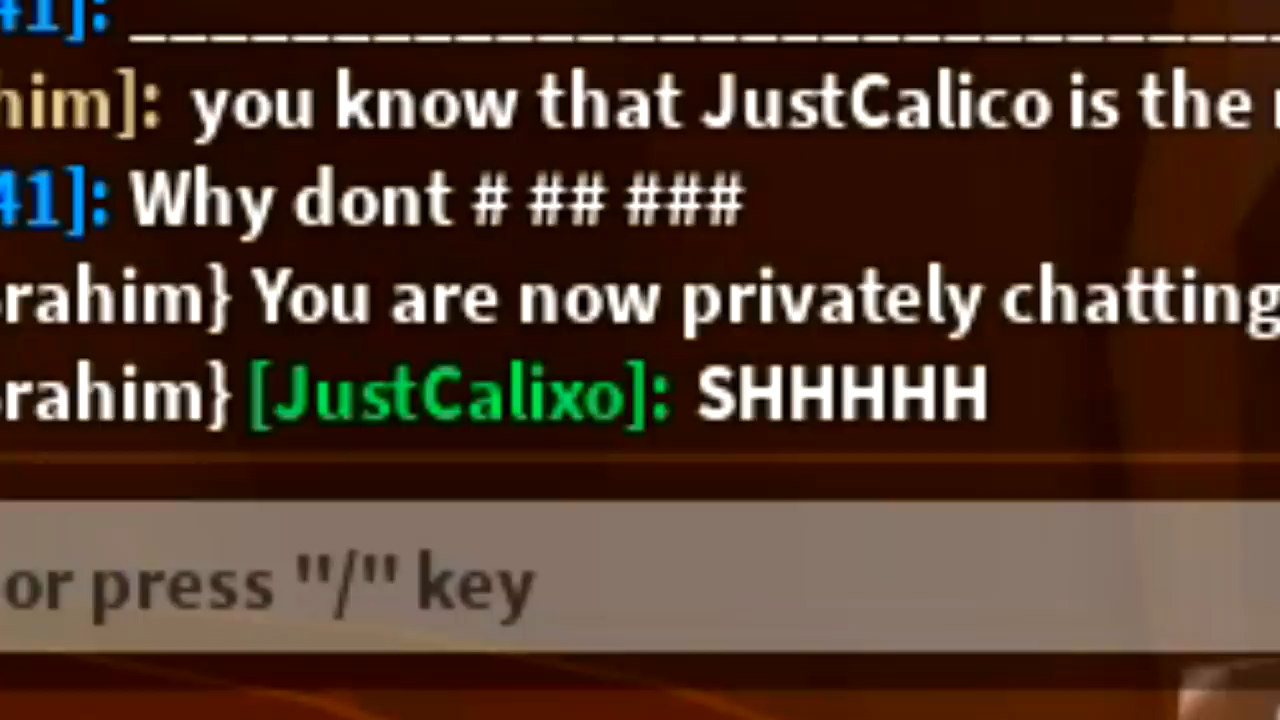 41]: _______________________________
him]: you know that JustCalico is the
41]: Why dont # ## ###
rahim} You are now privately chatting
rahim} [JustCalixo]: SHHHHH
or press "/" key